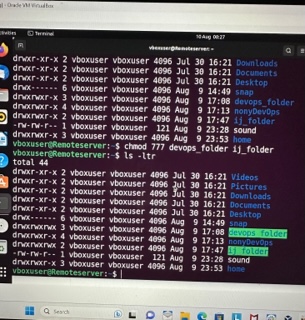 Oracle VM VirtualBox
Activities Terminal 10 Aug 00:27
vboxuser@Remoteserver: ~
drwxr-xr-x 2 vboxuser vboxuser 4096 Jul 30 16:21 Downloads
drwxr-xr-x 2 vboxuser vboxuser 4096 Jul 30 16:21 Documents
drwxr-xr-x 2 vboxuser vboxuser 4096 Jul 30 16:21 Desktop
drwx------ 6 vboxuser vboxuser 4096 Aug 9 14:49 snap
drwxrwxr-x 3 vboxuser vboxuser 4096 Aug 9 17:08 devops_folder
drwxrwxr-x 2 vboxuser vboxuser 4096 Aug 9 17:13 nonyDevOps
drwxrwxr-x 2 vboxuser vboxuser 4096 Aug 9 17:47 ij_folder
-rw-rw-r-- 1 vboxuser vboxuser 121 Aug 9 23:28 sound
drwxrwxr-x 3 vboxuser vboxuser 4096 Aug 9 23:53 home
vboxuser@Remoteserver:~$ chmod 777 devops_folder ij_folder
vboxuser@Remoteserver:~$ ls -ltr
total 44
drwxr-xr-x 2 vboxuser vboxuser 4096 Jul 30 16:21 Videos
drwxr-xr-x 2 vboxuser vboxuser 4096 Jul 30 16:21 Pictures
drwxr-xr-x 2 vboxuser vboxuser 4096 Jul 30 16:21 Downloads
drwxr-xr-x 2 vboxuser vboxuser 4096 Jul 30 16:21 Documents
drwxr-xr-x 2 vboxuser vboxuser 4096 Jul 30 16:21 Desktop
drwx------ 6 vboxuser vboxuser 4096 Aug 9 14:49 snap
drwxrwxrwx 3 vboxuser vboxuser 4096 Aug 9 17:08 devops_folder
drwxrwxr-x 2 vboxuser vboxuser 4096 Aug 9 17:13 nonyDevOps
drwxrwxrwx 2 vboxuser vboxuser 4096 Aug 9 17:47 ij_folder
-rw-rw-r-- 1 vboxuser vboxuser 121 Aug 9 23:28 sound
drwxrwxr-x 3 vboxuser vboxuser 4096 Aug 9 23:53 home
vboxuser@Remoteserver:~$
Search